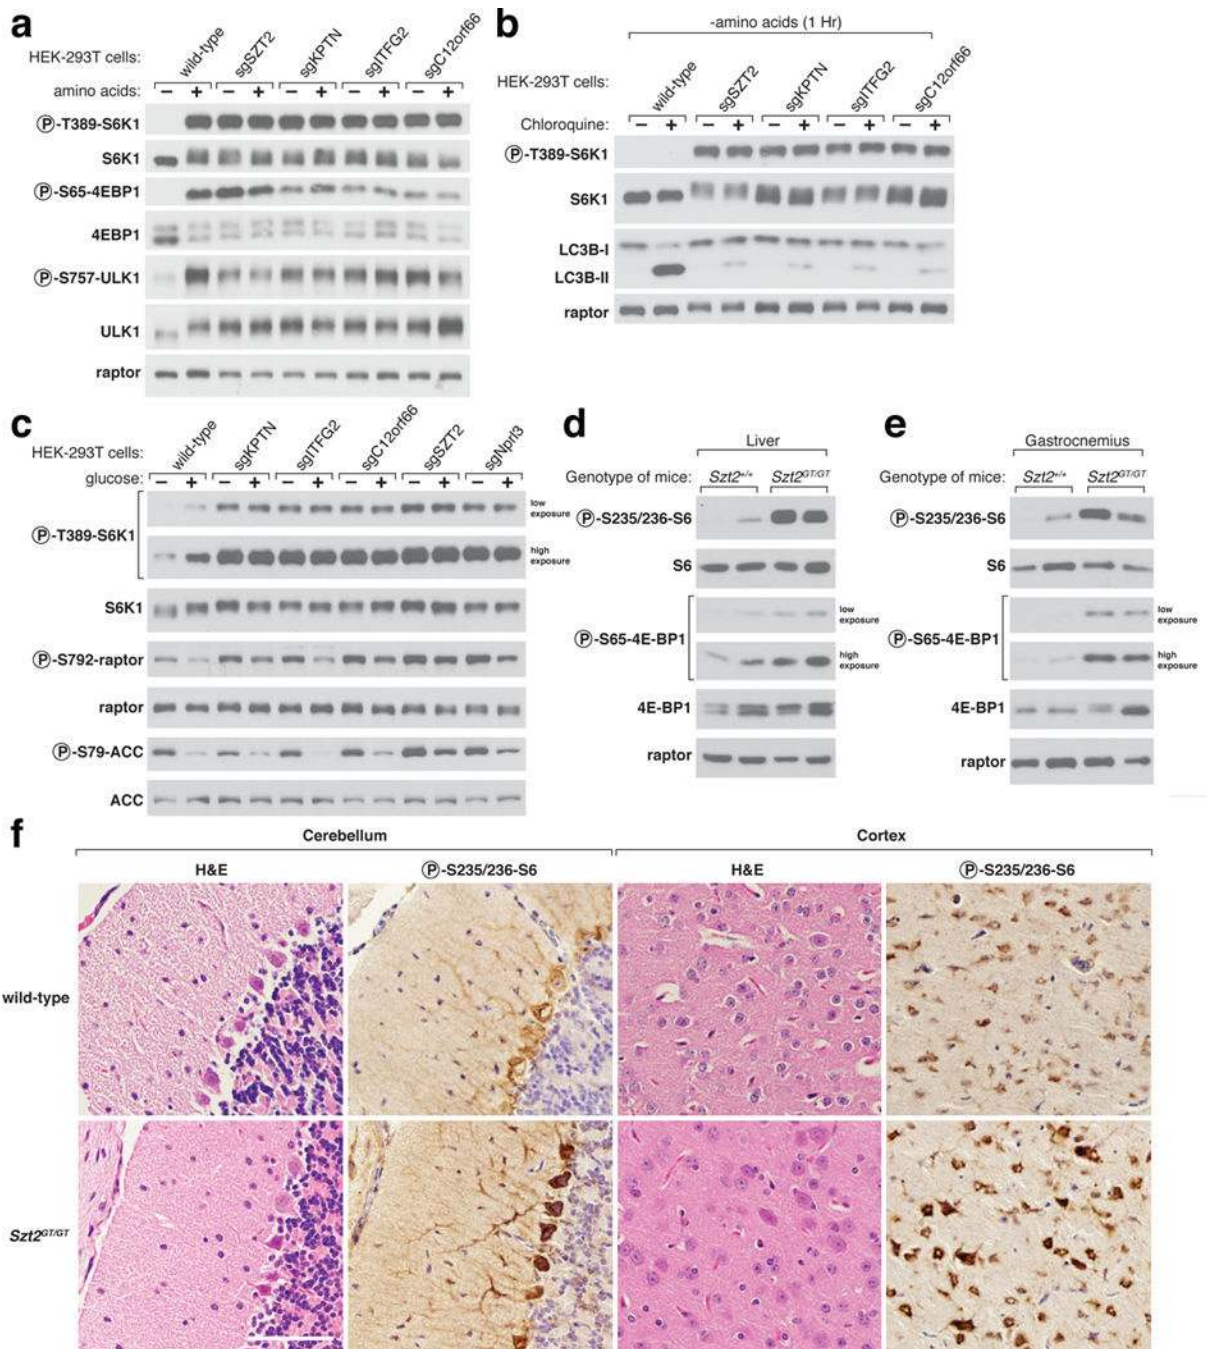 a
HEK-293T cells:
wild-type
sgSZT2
sgKPTN
sgITFG2
sgC12orf66
amino acids: − + − + − + − + − +
Ⓟ-T389-S6K1
S6K1
Ⓟ-S65-4EBP1
4EBP1
Ⓟ-S757-ULK1
ULK1
raptor
b
-amino acids (1 Hr)
HEK-293T cells:
wild-type
sgSZT2
sgKPTN
sgITFG2
sgC12orf66
Chloroquine: − + − + − + − + − +
Ⓟ-T389-S6K1
S6K1
LC3B-I
LC3B-II
raptor
c
HEK-293T cells:
wild-type
sgKPTN
sgITFG2
sgC12orf66
sgSZT2
sgNprl3
glucose: − + − + − + − + − + − +
Ⓟ-T389-S6K1
low
exposure
high
exposure
S6K1
Ⓟ-S792-raptor
raptor
Ⓟ-S79-ACC
ACC
d
Liver
Genotype of mice: Szt2+/+ Szt2GT/GT
Ⓟ-S235/236-S6
S6
Ⓟ-S65-4E-BP1
low
exposure
high
exposure
4E-BP1
raptor
e
Gastrocnemius
Genotype of mice: Szt2+/+ Szt2GT/GT
Ⓟ-S235/236-S6
S6
Ⓟ-S65-4E-BP1
low
exposure
high
exposure
4E-BP1
raptor
f
Cerebellum Cortex
H&E Ⓟ-S235/236-S6 H&E Ⓟ-S235/236-S6
wild-type
Szt2GT/GT